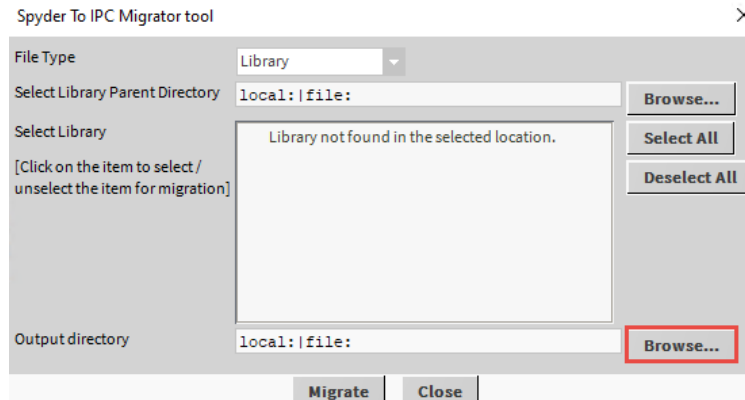 Spyder To IPC Migrator tool
File Type
Library
Select Library Parent Directory
local:|file:
Browse...
Select Library
Library not found in the selected location.
Select All
[Click on the item to select /
unselect the item for migration]
Deselect All
Output directory
local:|file:
Browse...
Migrate
Close